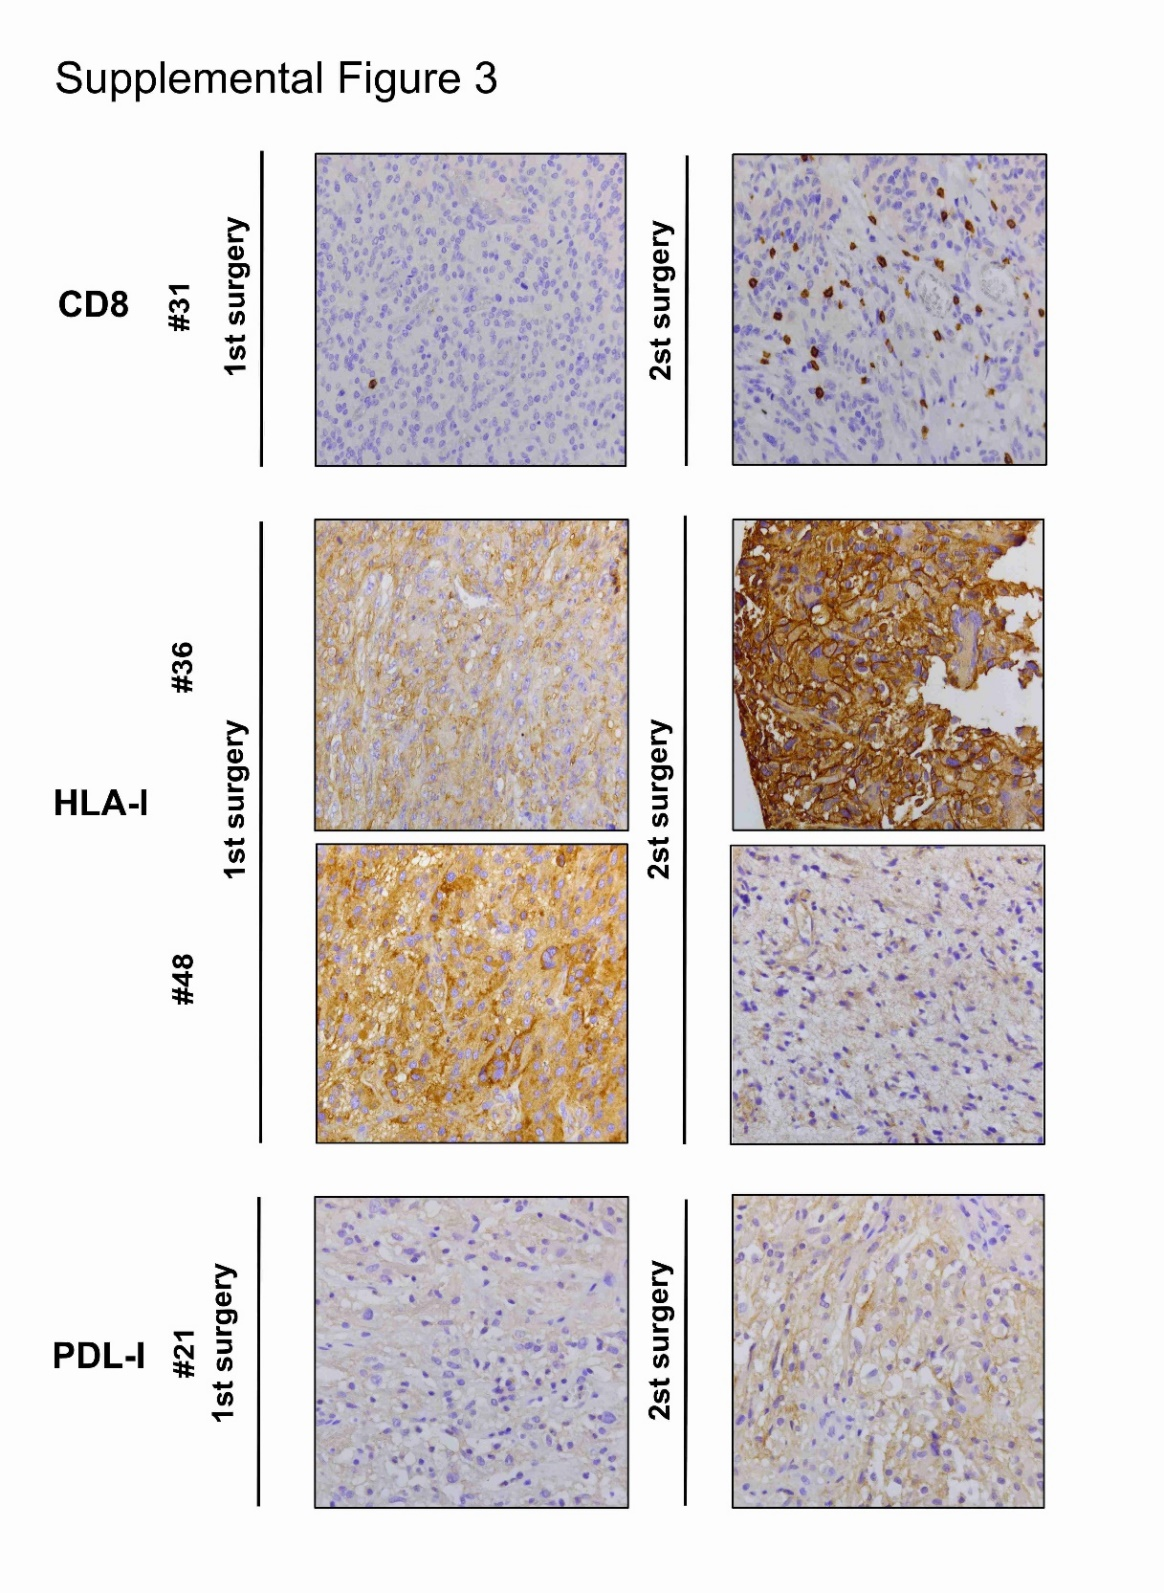 Supplemental Figure 3
CD8
#31
1st surgery
2st surgery
HLA-I
#36
#48
1st surgery
2st surgery
PDL-I
#21
1st surgery
2st surgery